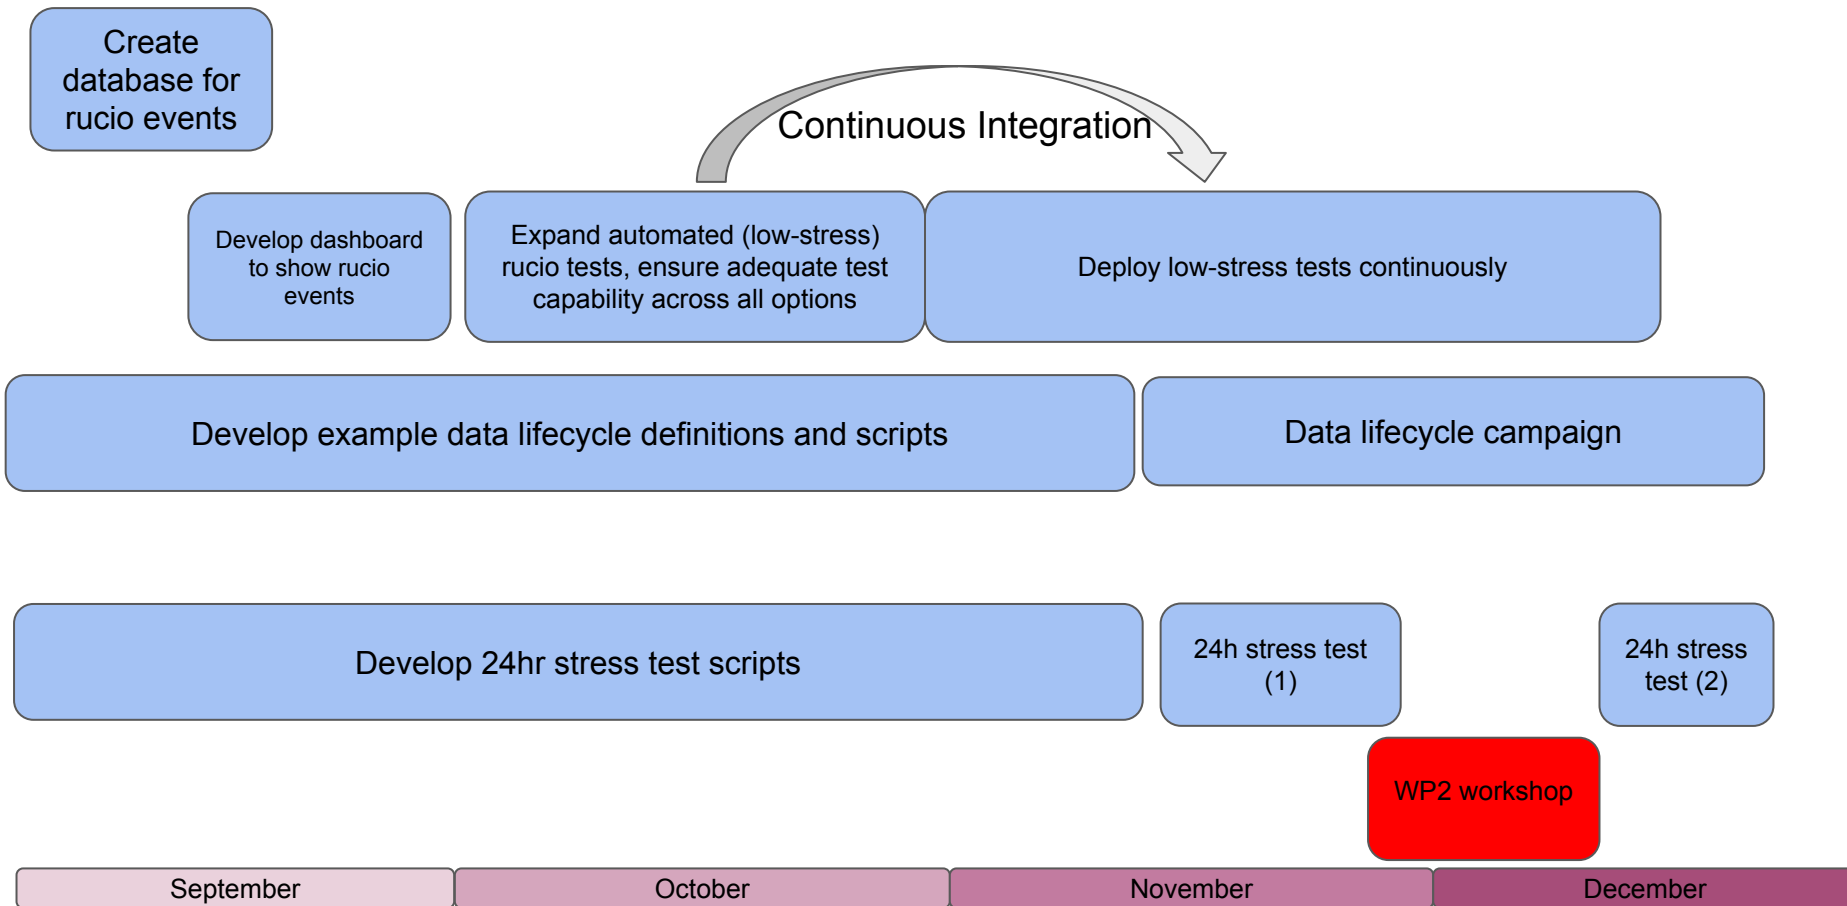 Create
database for
rucio events
Continuous Integration
Develop dashboard
to show rucio
events
Expand automated (low-stress)
rucio tests, ensure adequate test
capability across all options
Deploy low-stress tests continuously
Develop example data lifecycle definitions and scripts
Data lifecycle campaign
Develop 24hr stress test scripts
24h stress test
(1)
24h stress
test (2)
WP2 workshop
September
October
November
December